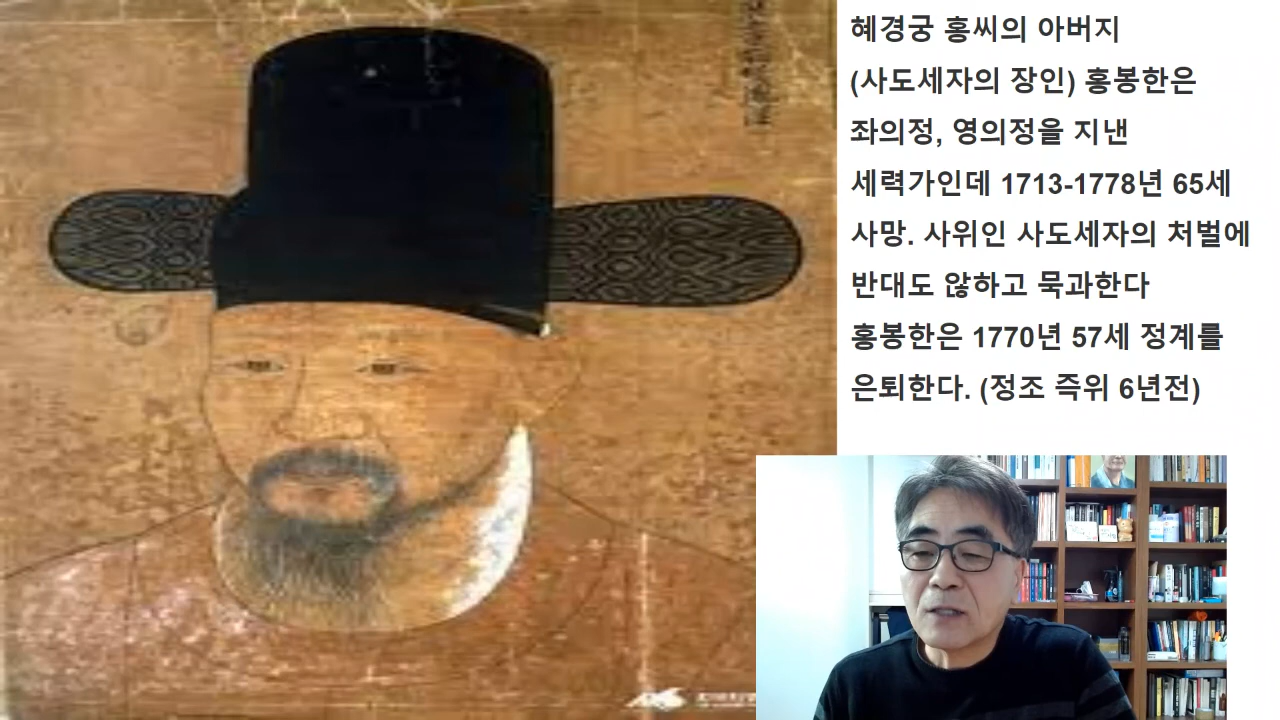 혜경궁 홍씨의 아버지
(사도세자의 장인) 홍봉한은
좌의정, 영의정을 지낸
세력가인데 1713-1778년 65세
사망. 사위인 사도세자의 처벌에
반대도 않하고 묵과한다
홍봉한은 1770년 57세 정계를
은퇴한다. (정조 즉위 6년전)